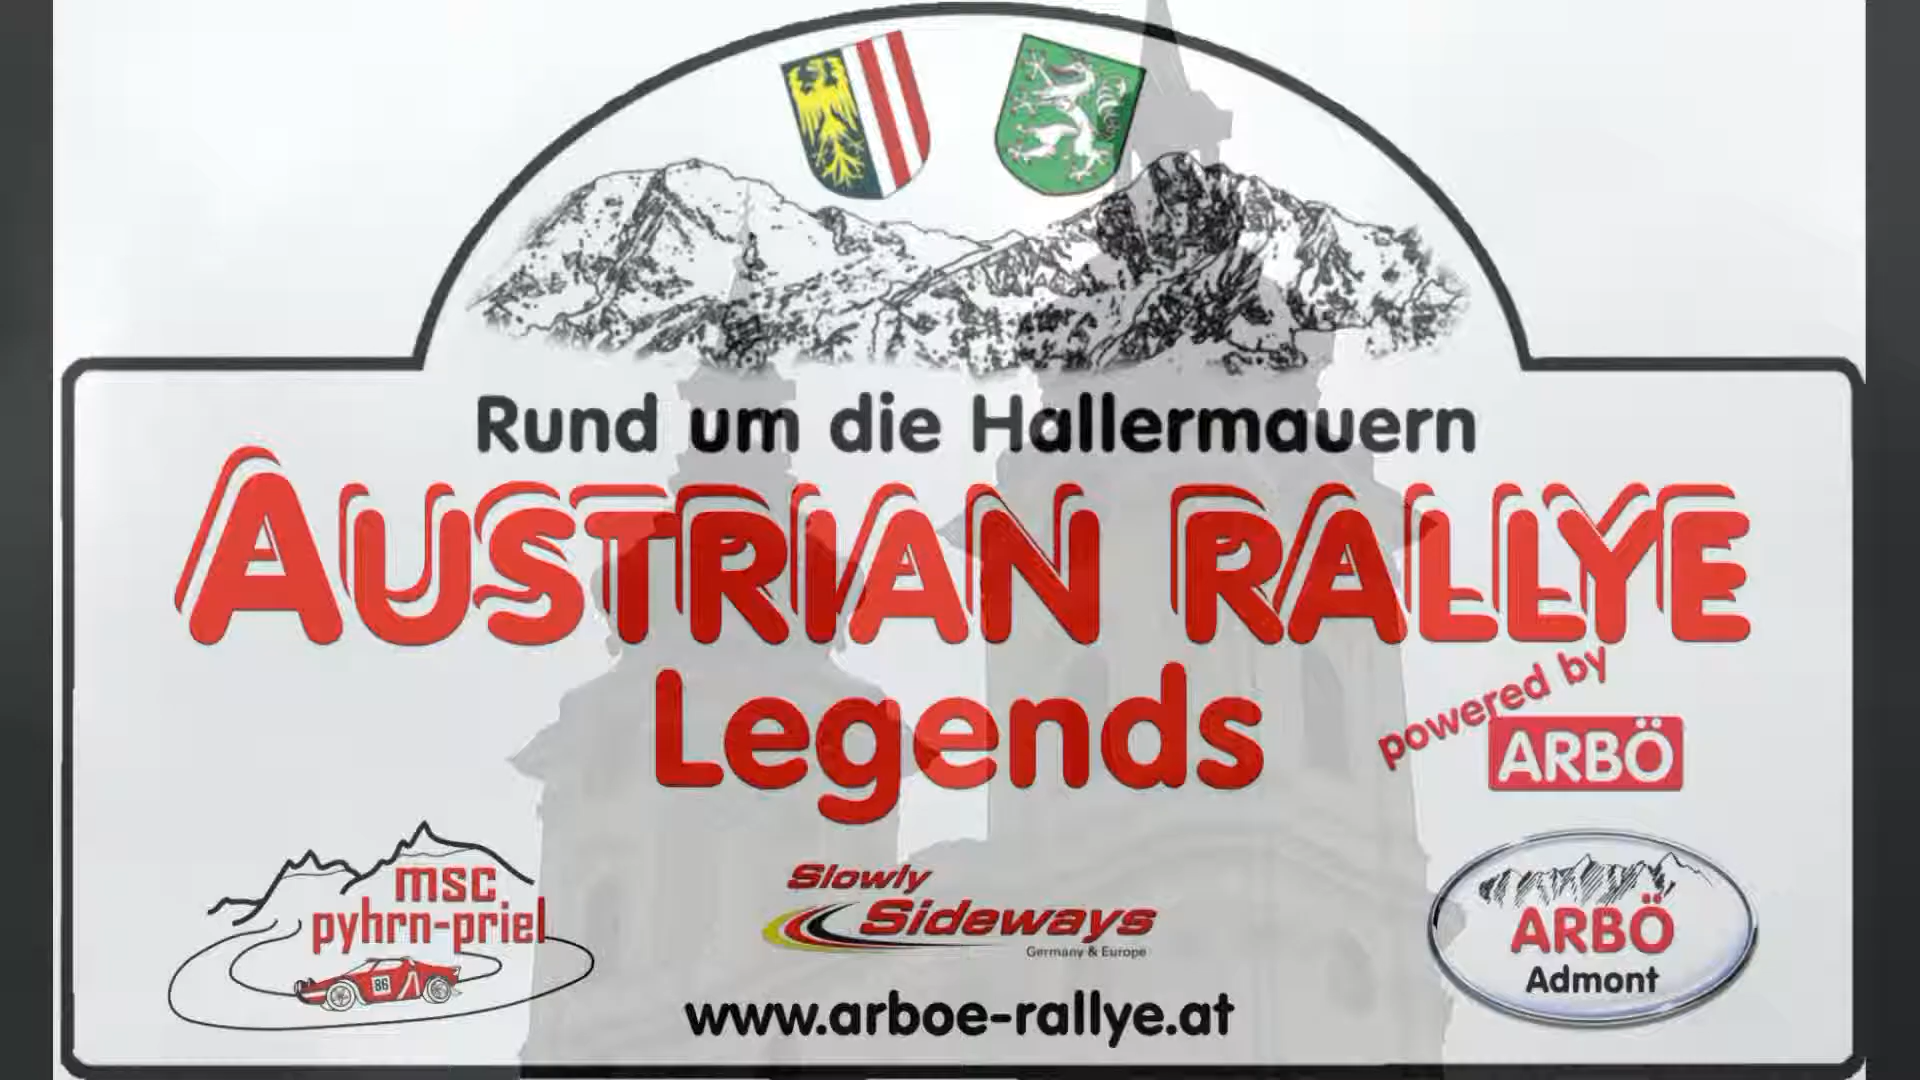 Rund um die Hallermauern
AUSTRIAN RALLYE
Legends
powered by
ARBÖ
msc
pyhrn-priel
86
Slowly
Sideways
Germany & Europe
ARBÖ
Admont
www.arboe-rallye.at